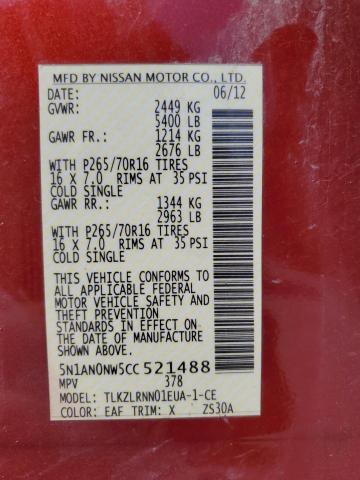 MFD BY NISSAN MOTOR CO., LTD.
DATE: 06/12
GVWR: 2449 KG
5400 LB
GAWR FR.: 1214 KG
2676 LB
WITH P265/70R16 TIRES
16 X 7.0 RIMS AT 35 PSI
COLD SINGLE
GAWR RR.: 1344 KG
2963 LB
WITH P265/70R16 TIRES
16 X 7.0 RIMS AT 35 PSI
COLD SINGLE
THIS VEHICLE CONFORMS TO
ALL APPLICABLE FEDERAL
MOTOR VEHICLE SAFETY AND
THEFT PREVENTION
STANDARDS IN EFFECT ON
THE DATE OF MANUFACTURE
SHOWN ABOVE.
5N1AN0NW5CC521488
MPV 378
MODEL: TLKZLRNN01EUA-1-CE
COLOR: EAF TRIM: X ZS30A